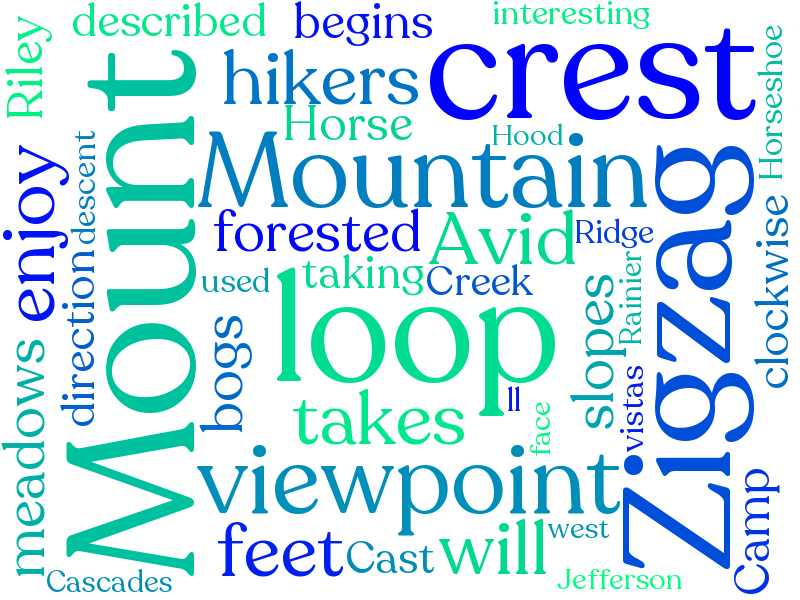 described
begins
interesting
Riley
hikers
crest
Horse
Hood
Horseshoe
Mount
Mountain
Zigzag
descent
enjoy
forested
Avid
Ridge
clockwise
direction
used
taking
Creek
Rainier
loop
slopes
bogs
meadows
takes
ll
face
vistas
viewpoint
Camp
feet
Cast
will
west
Cascades
Jefferson